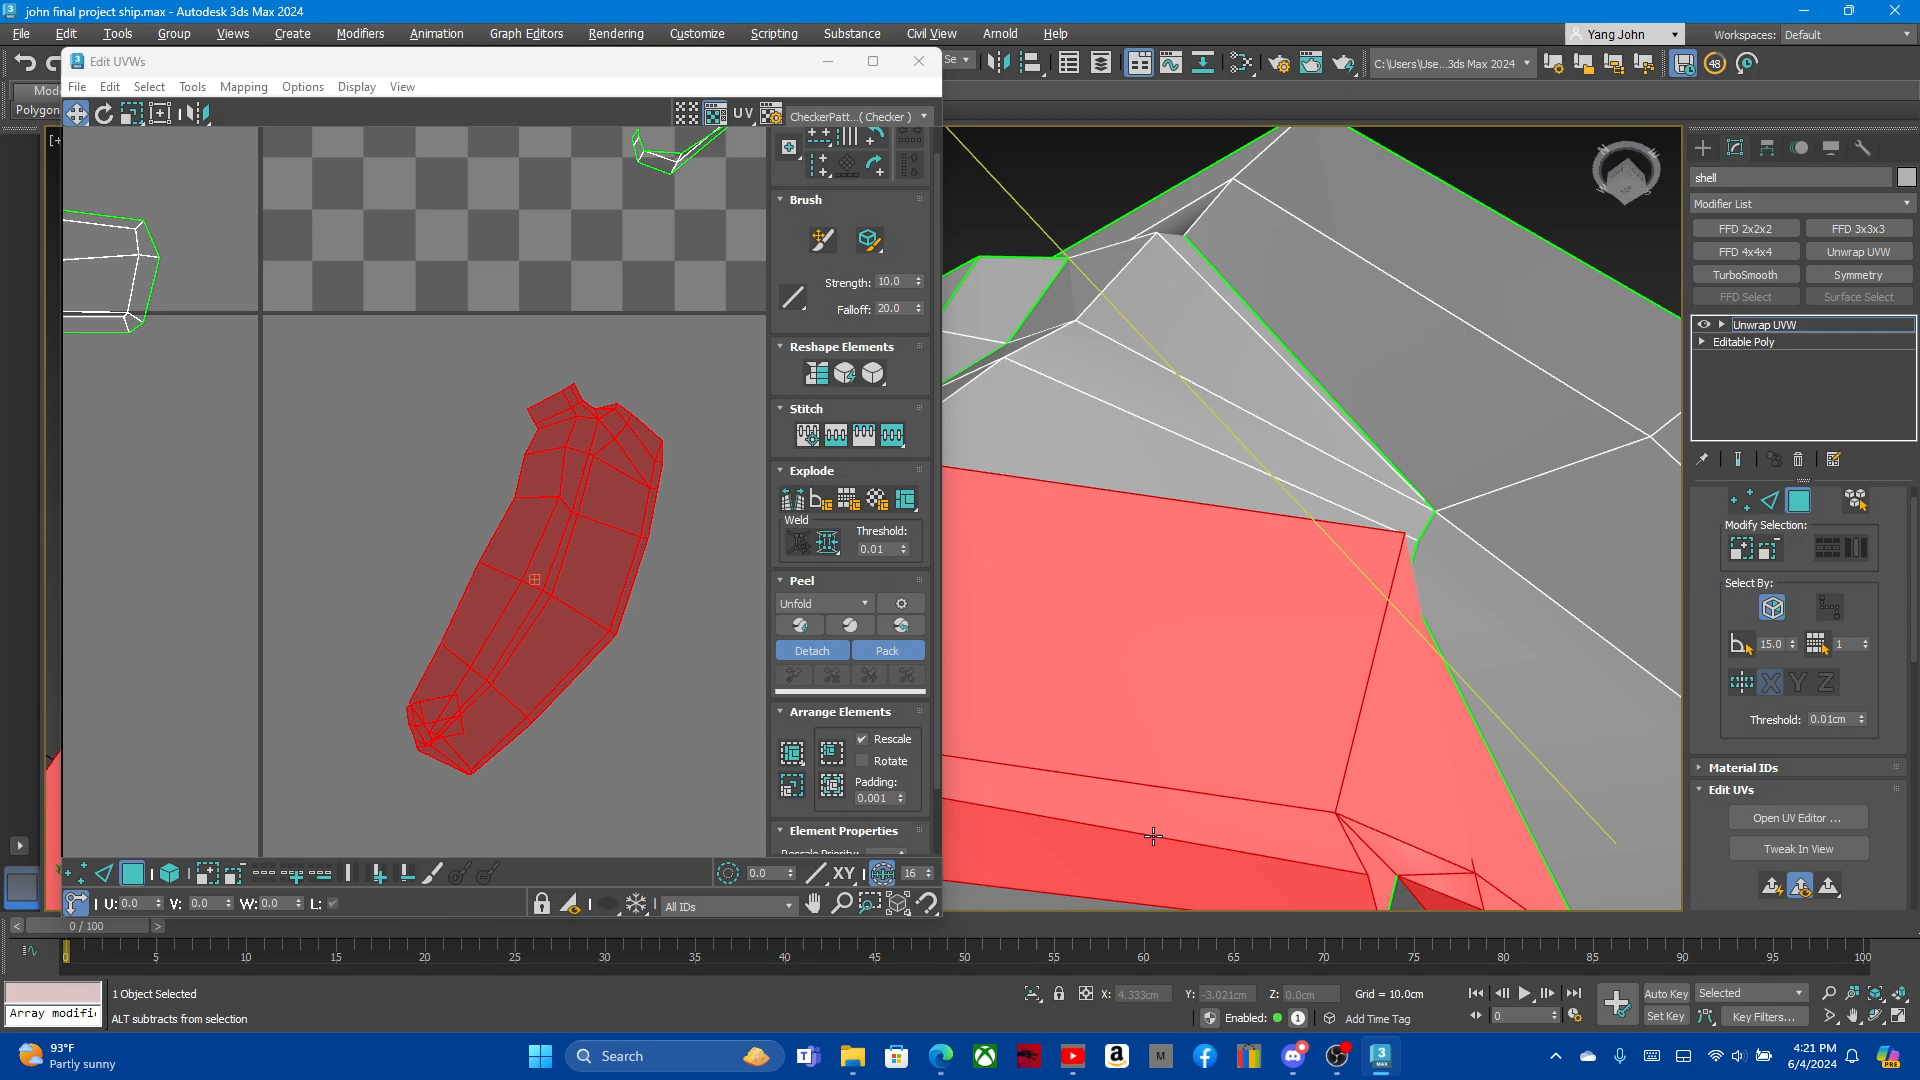 john final project ship.max - Autodesk 3ds Max 2024
File Edit Tools Group Views Create Modifiers Animation Graph Editors Rendering Customize Scripting Substance Civil View Arnold Help
Yang John
Workspaces: Default
Edit UVWs
C:\Users\Use...3ds Max 2024
48
File Edit Select Tools Mapping Options Display View
Polygon
UV
CheckerPatt...( Checker )
Brush
Strength: 10.0
Falloff: 20.0
Reshape Elements
Stitch
Explode
Weld
Threshold:
0.01
Peel
Unfold
Detach Pack
Arrange Elements
Rescale
Rotate
Padding:
0.001
Element Properties
0.0 XY 16
U: 0.0 V: 0.0 W: 0.0 L:
All IDs
TOP
shell
Modifier List
FFD 2x2x2 FFD 3x3x3
FFD 4x4x4 Unwrap UVW
TurboSmooth Symmetry
FFD Select Surface Select
Unwrap UVW
Editable Poly
Modify Selection:
Select By:
15.0 1
X Y Z
Threshold: 0.01cm
Material IDs
Edit UVs
Open UV Editor ...
Tweak In View
0 / 100
0 5 10 15 20 25 30 35 40 45 50 55 60 65 70 75 80 85 90 95 100
1 Object Selected
ALT subtracts from selection
Array modifi
X: 4.333cm Y: -3.021cm Z: 0.0cm Grid = 10.0cm
Enabled: 1 Add Time Tag
0
Auto Key Selected
Set Key Key Filters...
93°F
Partly sunny
Search
4:21 PM
6/4/2024